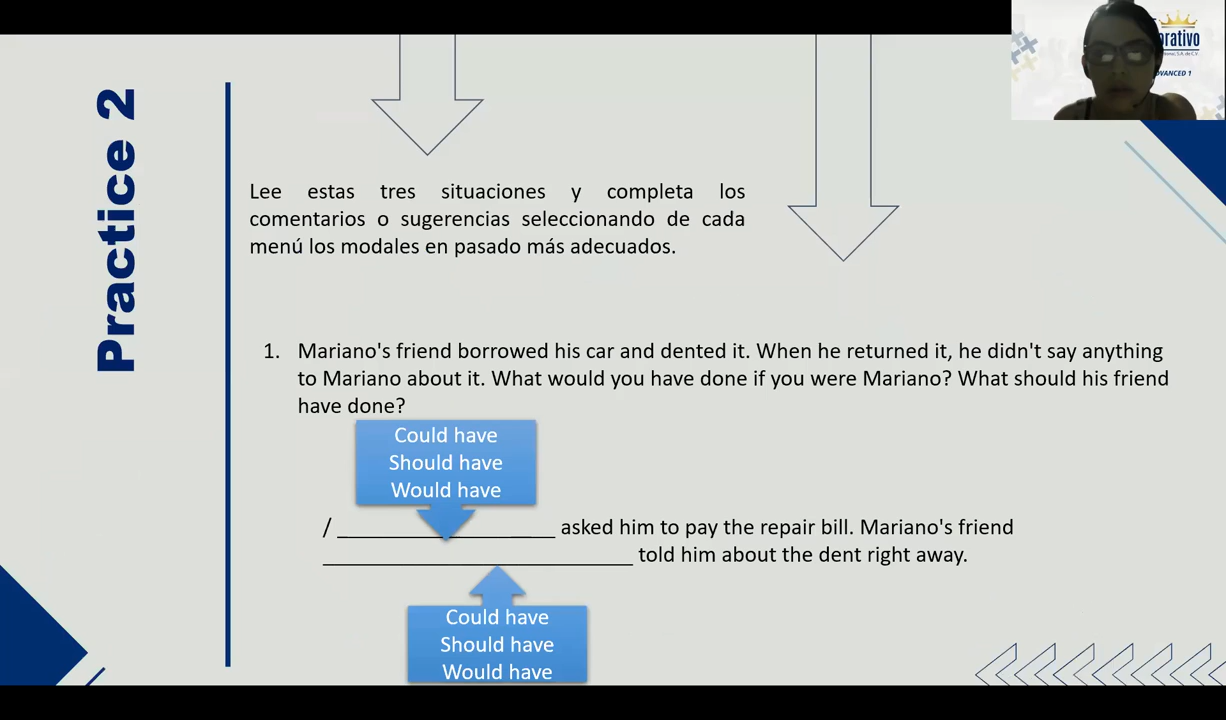 orativo
DVANCED 1
Practice 2
Lee estas tres situaciones y completa los
comentarios o sugerencias seleccionando de cada
menú los modales en pasado más adecuados.
1. Mariano's friend borrowed his car and dented it. When he returned it, he didn't say anything
to Mariano about it. What would you have done if you were Mariano? What should his friend
have done?
Could have
Should have
Would have
/ ____________________ asked him to pay the repair bill. Mariano's friend
____________________________ told him about the dent right away.
Could have
Should have
Would have